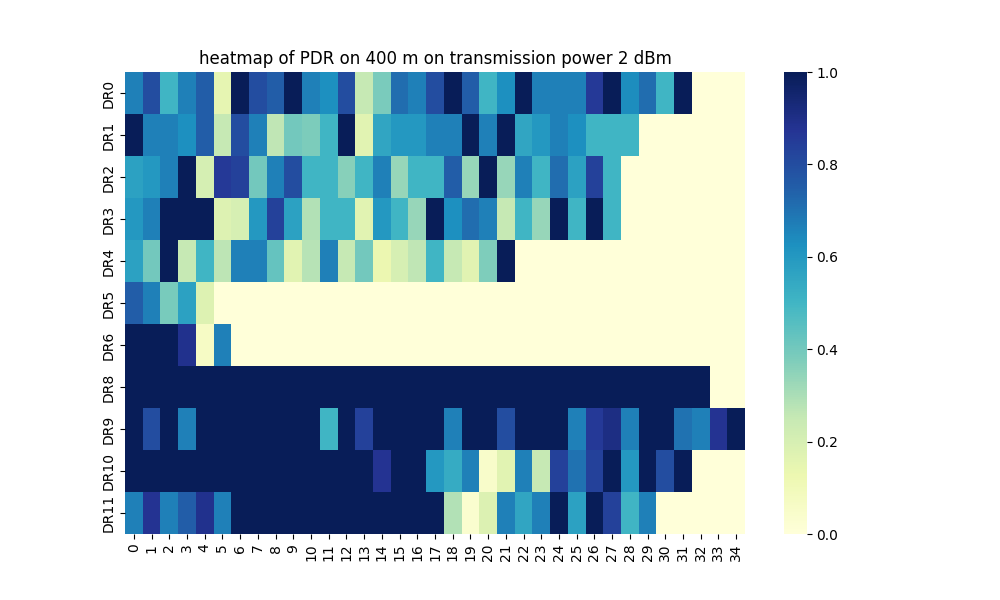 heatmap of PDR on 400 m on transmission power 2 dBm
DR0
DR1
DR2
DR3
DR4
DR5
DR6
DR8
DR9
DR10
DR11
0 1 2 3 4 5 6 7 8 9 10 11 12 13 14 15 16 17 18 19 20 21 22 23 24 25 26 27 28 29 30 31 32 33 34
1.0
0.8
0.6
0.4
0.2
0.0